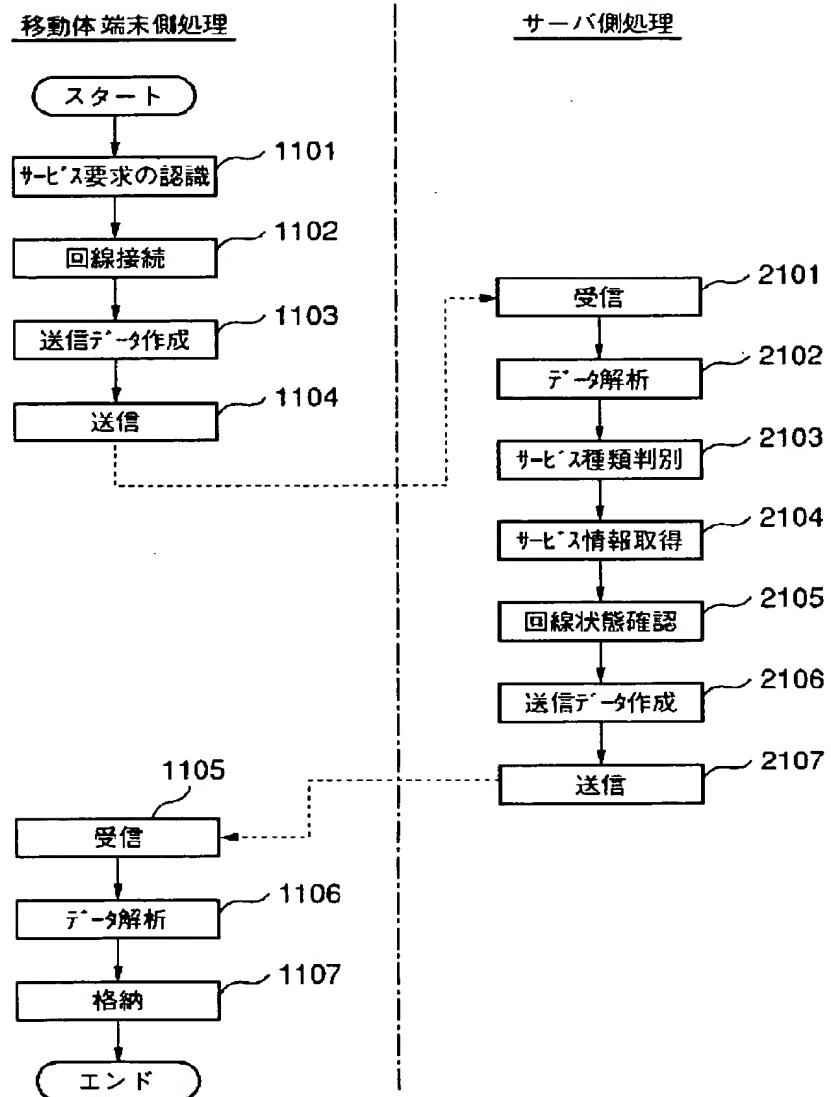 移動体端末側処理
スタート
1101
サービス要求の認識
1102
回線接続
1103
送信データ作成
1104
送信
1105
受信
1106
データ解析
1107
格納
エンド
サーバ側処理
2101
受信
2102
データ解析
2103
サービス種類判別
2104
サービス情報取得
2105
回線状態確認
2106
送信データ作成
2107
送信